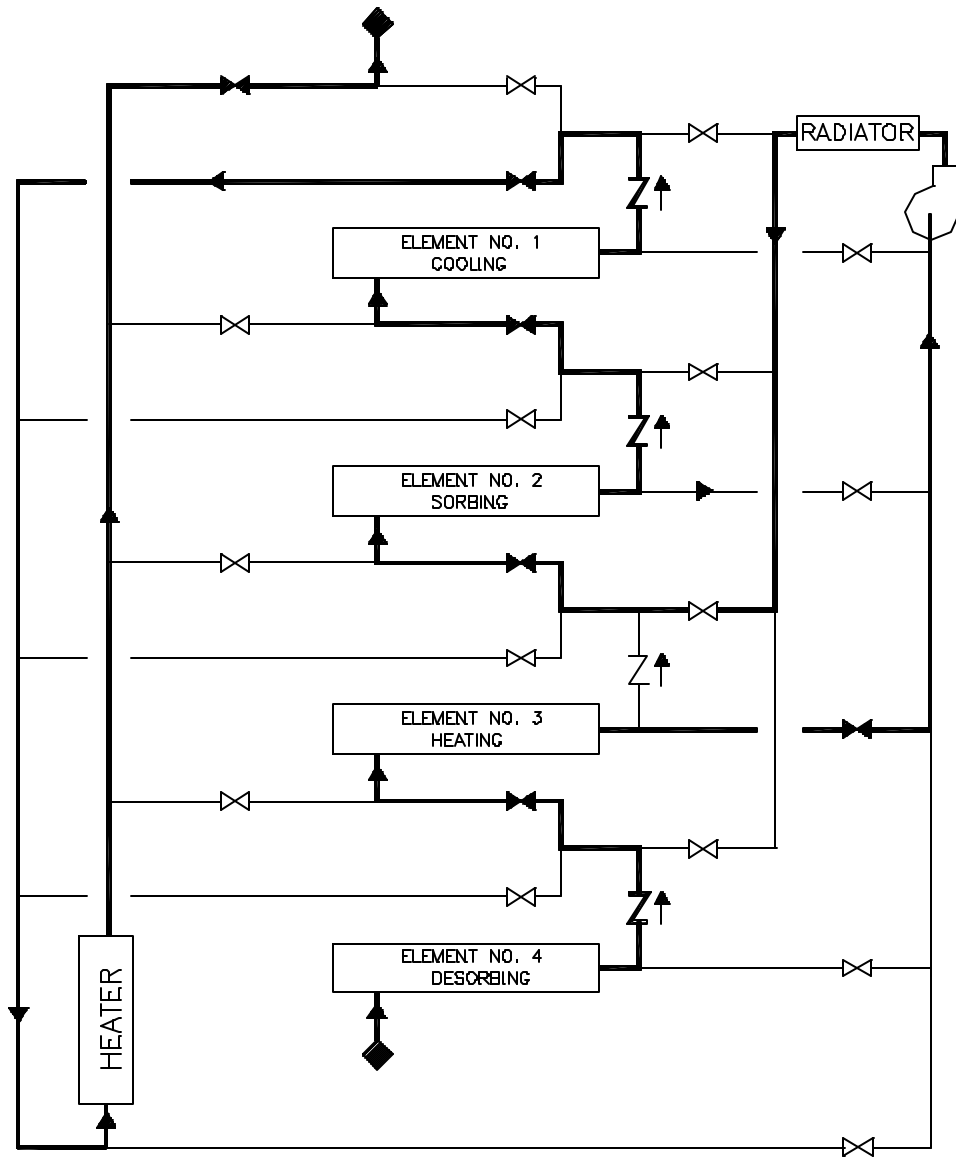 RADIATOR
ELEMENT NO. 1
COOLING
ELEMENT NO. 2
SORBING
ELEMENT NO. 3
HEATING
ELEMENT NO. 4
DESORBING
HEATER